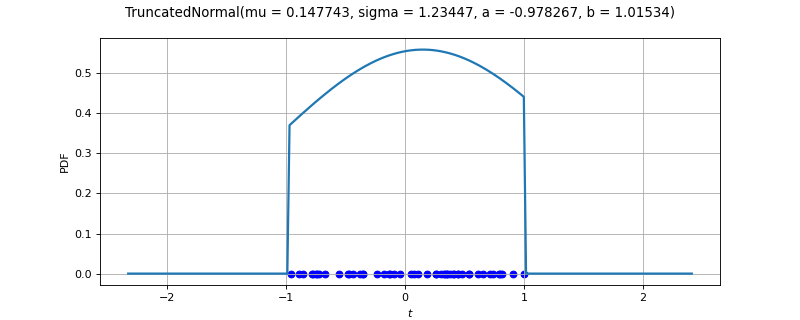 TruncatedNormal(mu = 0.147743, sigma = 1.23447, a = -0.978267, b = 1.01534)
0.5
0.4
0.3
0.2
0.1
0.0
PDF
−2 −1 0 1 2
t